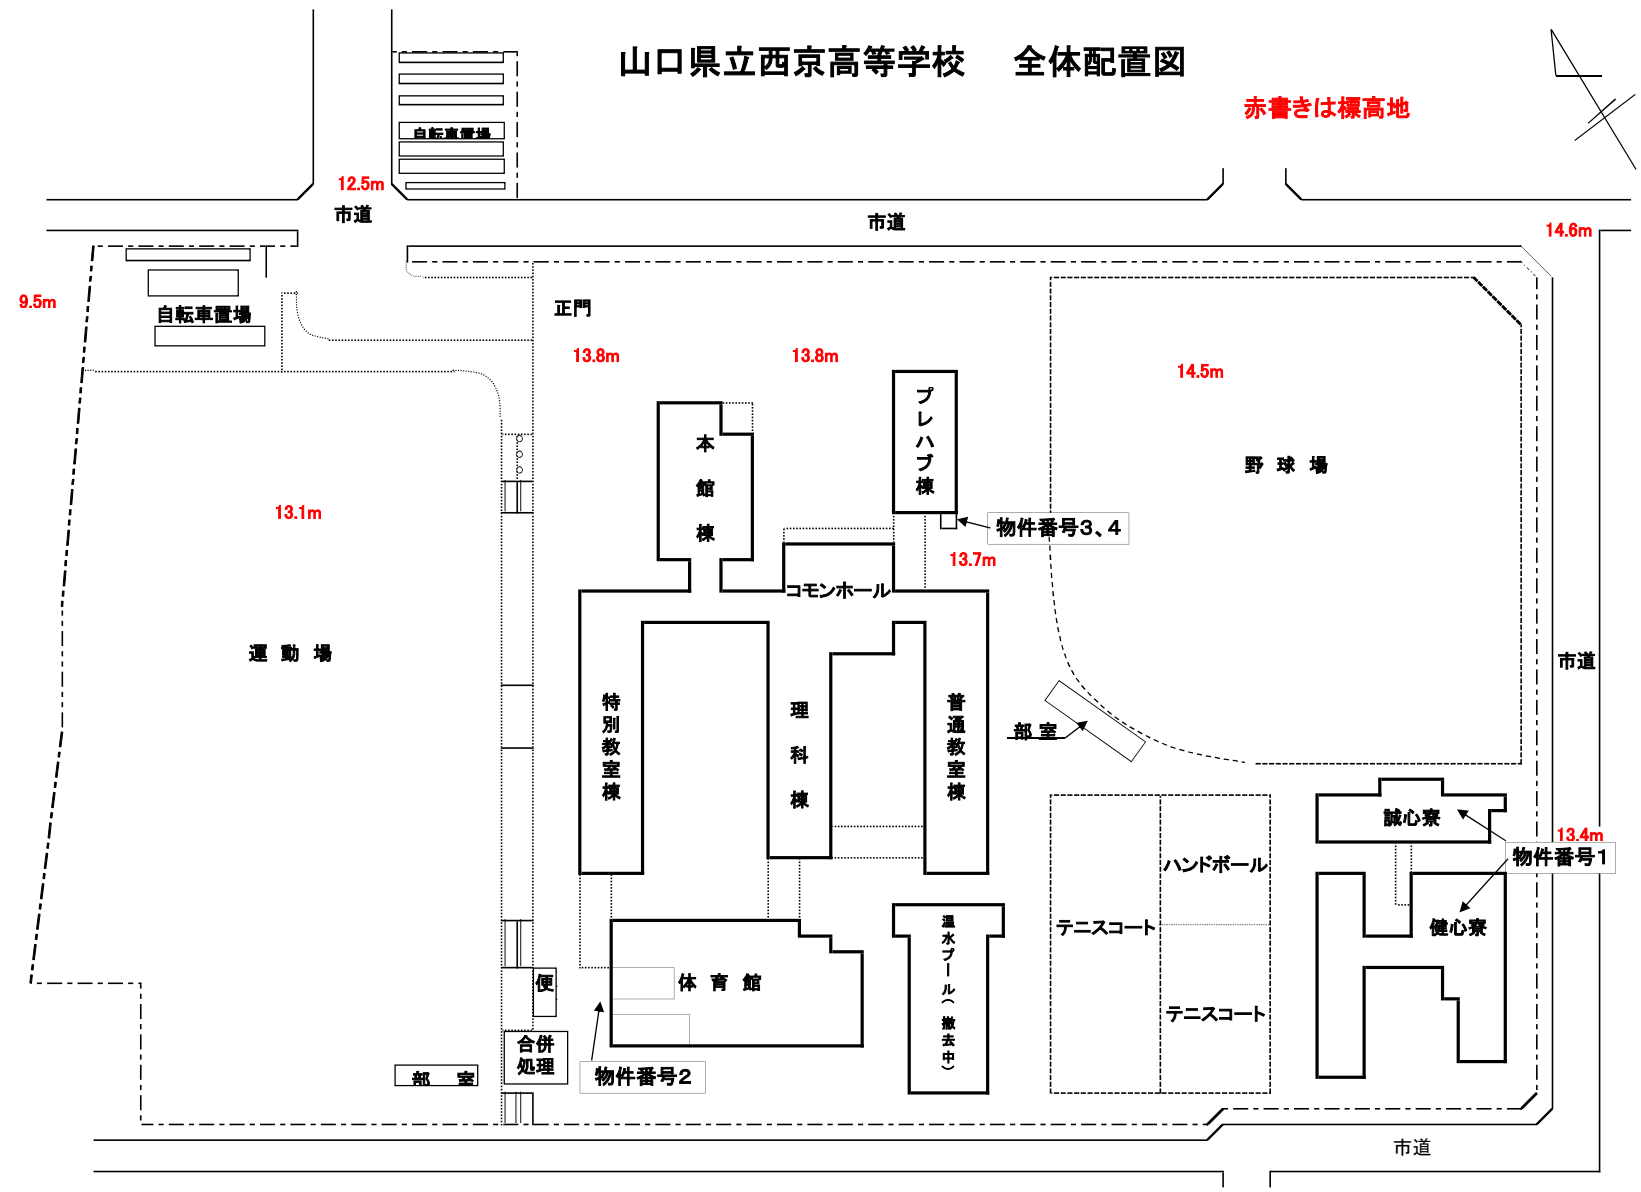 山口県立西京高等学校　全体配置図
赤書きは標高地
自転車置場
12.5m
市道
市道
14.6m
9.5m
自転車置場
正門
13.8m
13.8m
14.5m
プレハブ棟
本館棟
野球場
13.1m
物件番号3、4
13.7m
コモンホール
運動場
市道
特別教室棟
理科棟
普通教室棟
部室
誠心寮
13.4m
物件番号1
ハンドボール
テニスコート
健心寮
温水プール（撤去中）
体育館
便
テニスコート
合併
処理
物件番号2
部室
市道